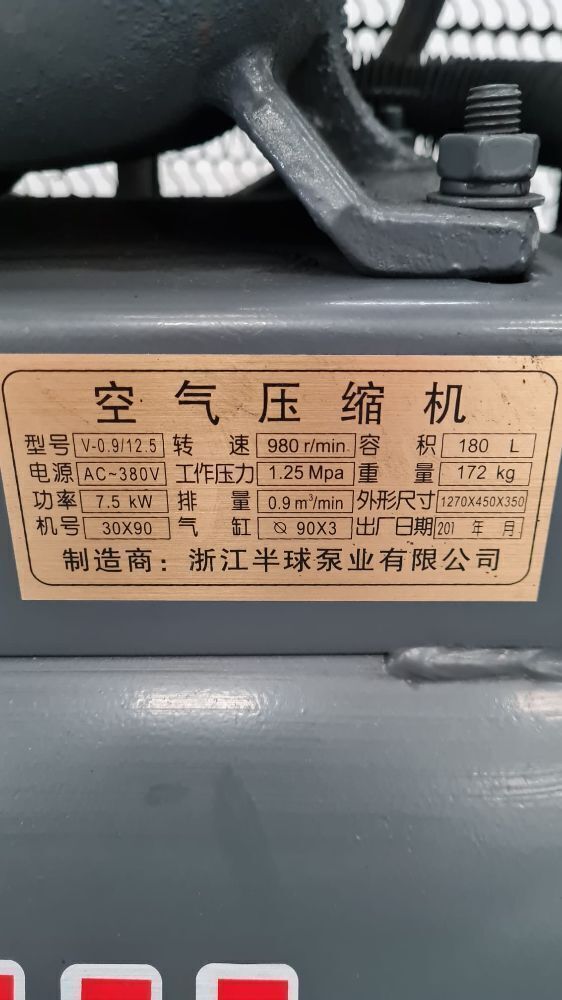 空气压缩机
型号 V-0.9/12.5 转速 980 r/min 容积 180 L
电源 AC~380V 工作压力 1.25 Mpa 重量 172 kg
功率 7.5 kW 排量 0.9 m³/min 外形尺寸 1270X450X350
机号 30X90 气缸 ⌀ 90X3 出厂日期 201 年 月
制造商：浙江半球泵业有限公司